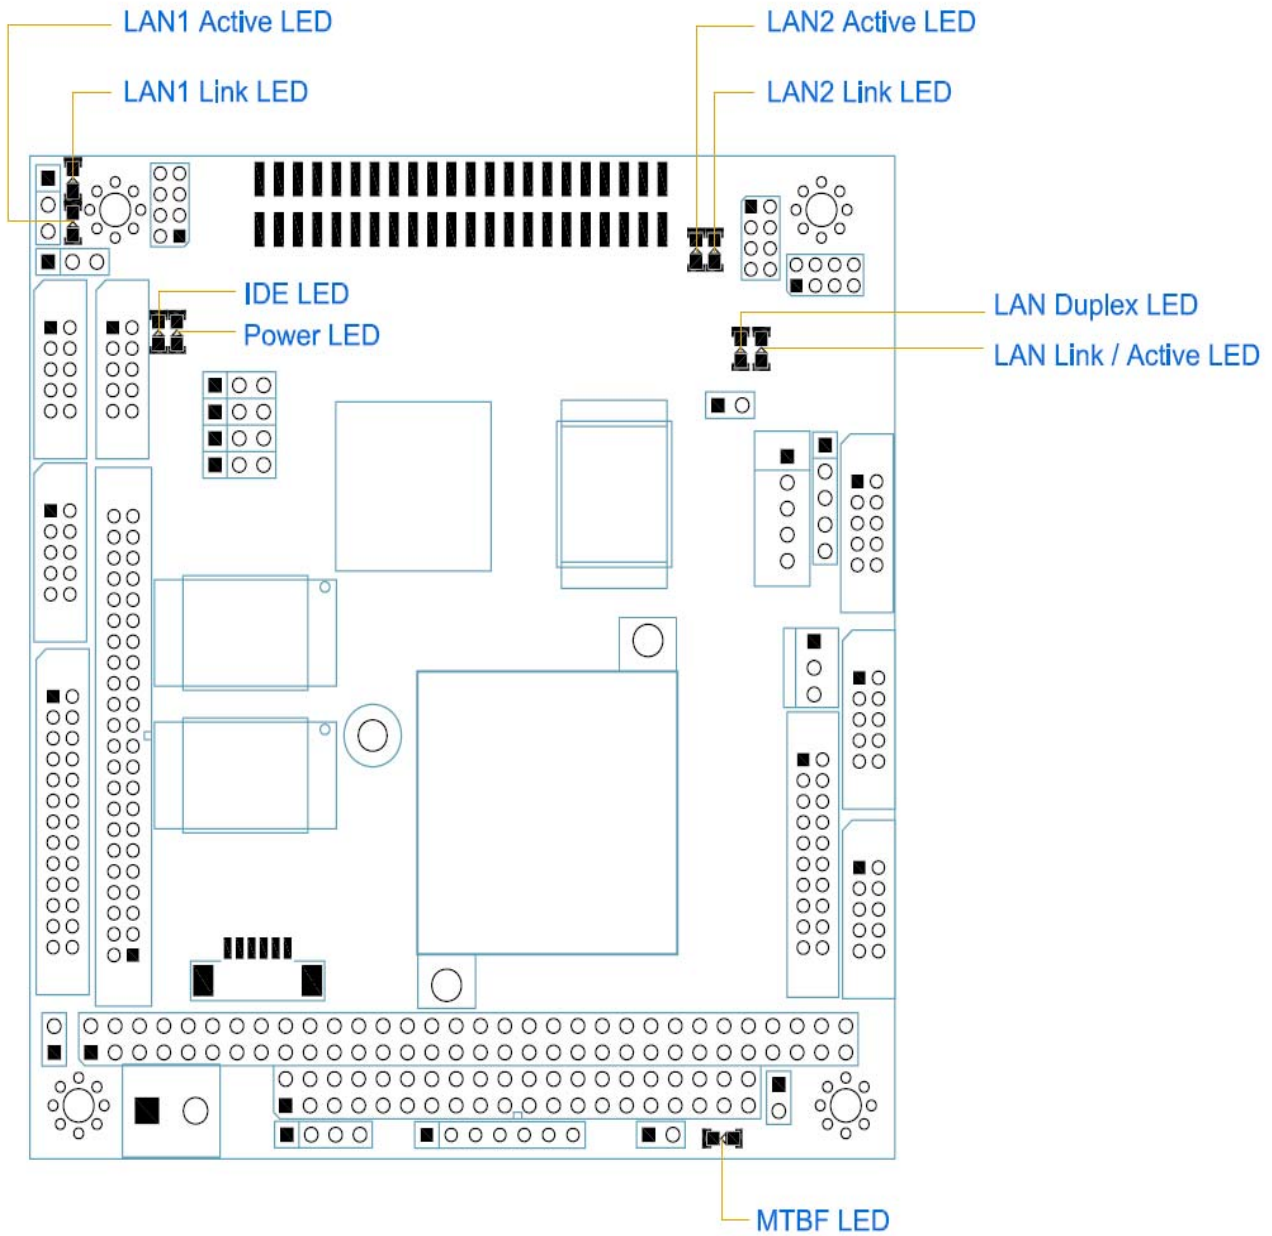 LAN1 Active LED
LAN2 Active LED
LAN1 Link LED
LAN2 Link LED
IDE LED
Power LED
LAN Duplex LED
LAN Link / Active LED
MTBF LED